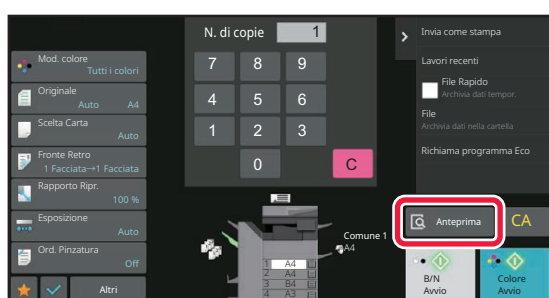 N. di copie 1
Mod. colore
Tutti i colori
Originale
Auto A4
Scelta Carta
Auto
Fronte Retro
1 Facciata→1 Facciata
Rapporto Ripr.
100 %
Esposizione
Auto
Ord. Pinzatura
Off
Altri
7 8 9
4 5 6
1 2 3
0 C
Comune 1
A4
1 A4
2 A4
3 B4
4 A3
Invia come stampa
Lavori recenti
File Rapido
Archivia dati tempor.
File
Archivia dati nella cartella
Richiama programma Eco
Anteprima
CA
B/N
Avvio
Colore
Avvio